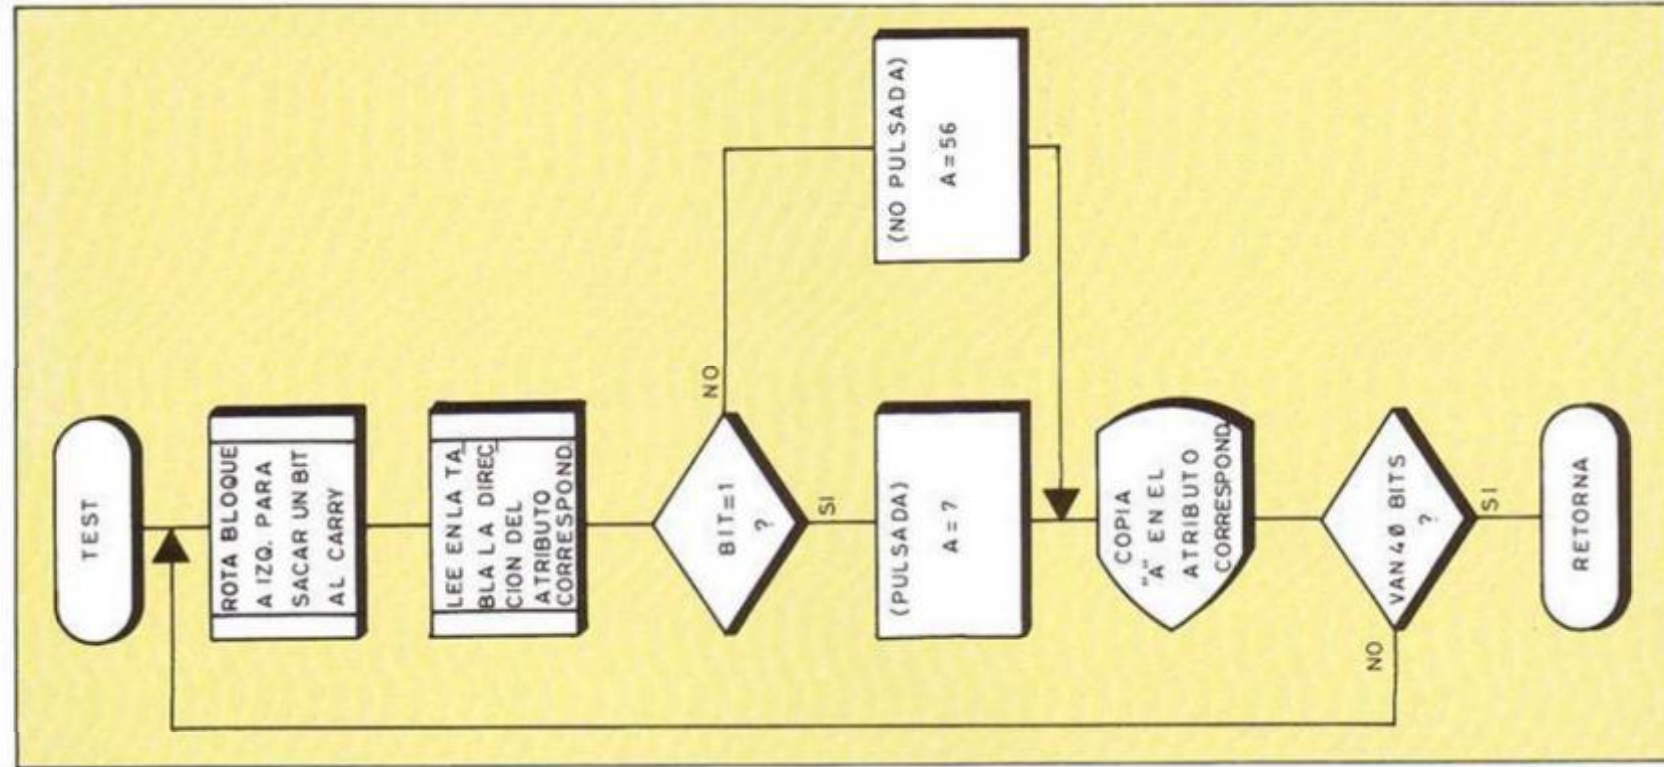 TEST
ROTA BLOQUE
A IZQ. PARA
SACAR UN BIT
AL CARRY
LEE EN LA TA_
BLA LA DIREC_
CION DEL
ATRIBUTO
CORRESPOND.
BIT=1
?
NO
SI
(PULSADA)
A=7
(NO PULSADA)
A=56
COPIA
"A" EN EL
ATRIBUTO
CORRESPOND.
VAN 40 BITS
?
NO
SI
RETORNA